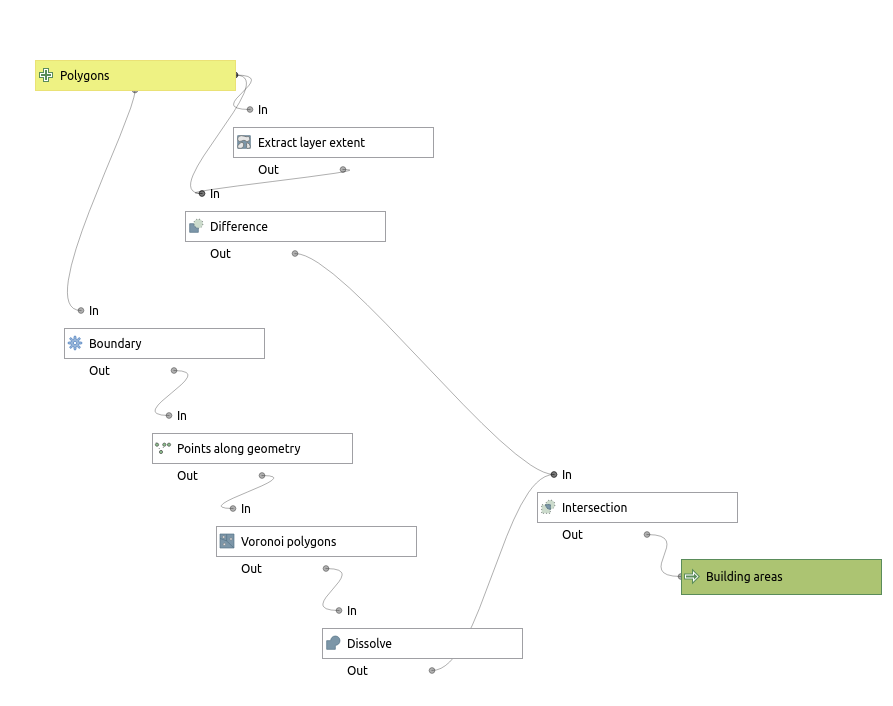 Polygons
In
Extract layer extent
Out
In
Difference
Out
In
Boundary
Out
In
Points along geometry
Out
In
Voronoi polygons
Out
In
Dissolve
Out
In
Intersection
Out
Building areas